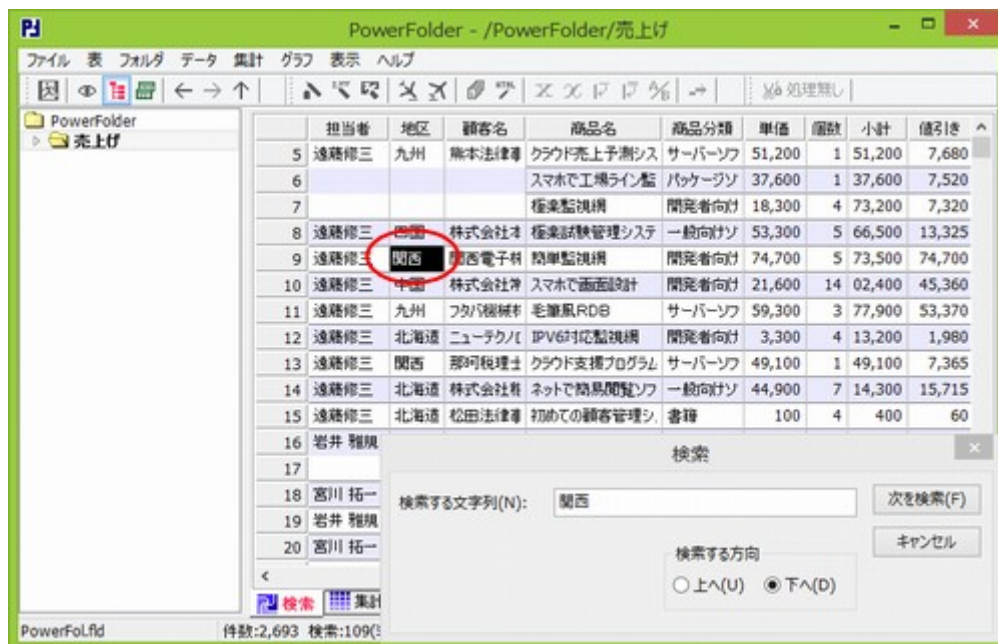 PowerFolder - /PowerFolder/売上げ
ファイル 表 フォルダ データ 集計 グラフ 表示 ヘルプ
処理無し
PowerFolder
売上げ
担当者 地区 顧客名 商品名 商品分類 単価 個数 小計 値引き
5 遠藤修三 九州 熊本法律事 クラウド売上予測シス サーバーソフ 51,200 1 51,200 7,680
6 スマホで工場ライン監 パッケージソ 37,600 1 37,600 7,520
7 極楽監視網 開発者向け 18,300 4 73,200 7,320
8 遠藤修三 四国 株式会社 極楽試験管理システ 一般向けソ 53,300 5 66,500 13,325
9 遠藤修三 関西 関西電子 簡単監視網 開発者向け 74,700 5 73,500 74,700
10 遠藤修三 中国 株式会社 スマホで画面設計 開発者向け 21,600 14 02,400 45,360
11 遠藤修三 九州 フタバ機械 毛筆風RDB サーバーソフ 59,300 3 77,900 53,370
12 遠藤修三 北海道 ニューテクノ IPV6対応監視網 開発者向け 3,300 4 13,200 1,980
13 遠藤修三 関西 那珂税理士 クラウド支援プログラム サーバーソフ 49,100 1 49,100 7,365
14 遠藤修三 北海道 株式会社 ネットで簡易閲覧ソフ 一般向けソ 44,900 7 14,300 15,715
15 遠藤修三 北海道 松田法律事 初めての顧客管理シ 書籍 100 4 400 60
16 岩井 雅規
17
18 宮川 拓一
19 岩井 雅規
20 宮川 拓一
検索
検索する文字列(N): 関西 次を検索(F)
キャンセル
検索する方向
上へ(U) 下へ(D)
検索 集計
PowerFol.fld 件数:2,693 検索:109